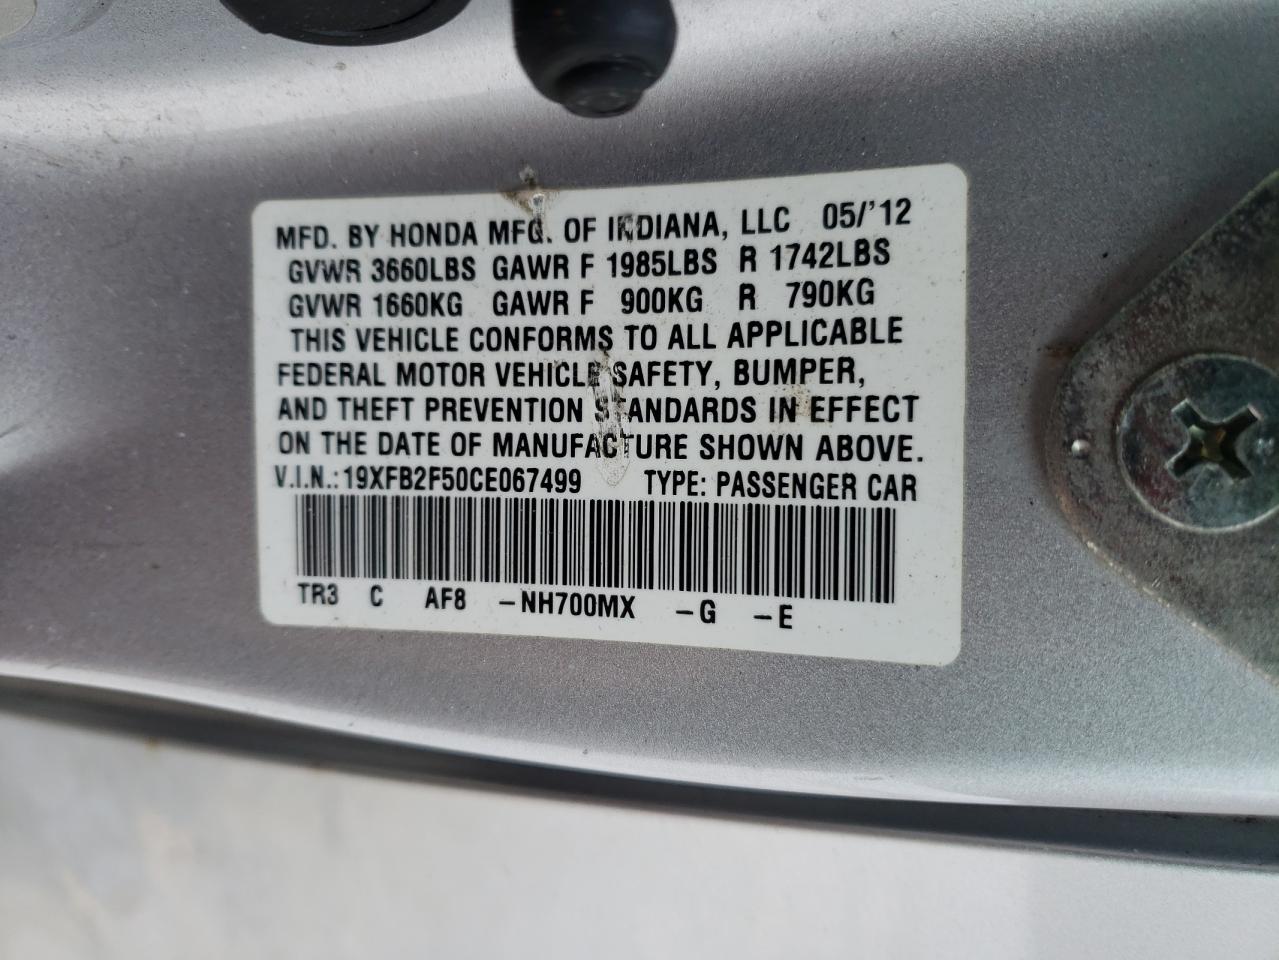 MFD. BY HONDA MFG. OF INDIANA, LLC 05/'12
GVWR 3660LBS GAWR F 1985LBS R 1742LBS
GVWR 1660KG GAWR F 900KG R 790KG
THIS VEHICLE CONFORMS TO ALL APPLICABLE
FEDERAL MOTOR VEHICLE SAFETY, BUMPER,
AND THEFT PREVENTION STANDARDS IN EFFECT
ON THE DATE OF MANUFACTURE SHOWN ABOVE.
V.I.N.:19XFB2F50CE067499 TYPE: PASSENGER CAR
TR3 C AF8 -NH700MX -G -E